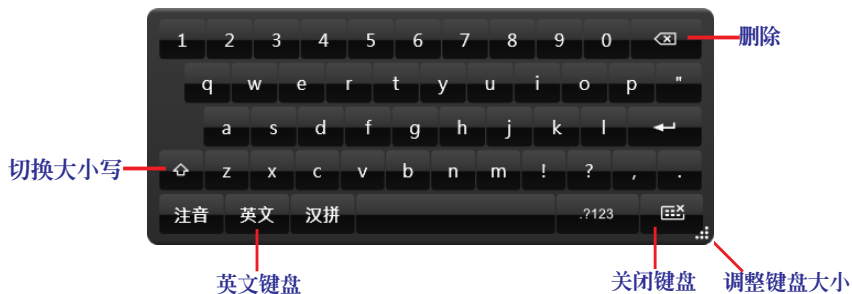 1 2 3 4 5 6 7 8 9 0 删除
q w e r t y u i o p "
a s d f g h j k l
切换大小写 z x c v b n m ! ? , .
注音 英文 汉拼 .?123
英文键盘 关闭键盘 调整键盘大小